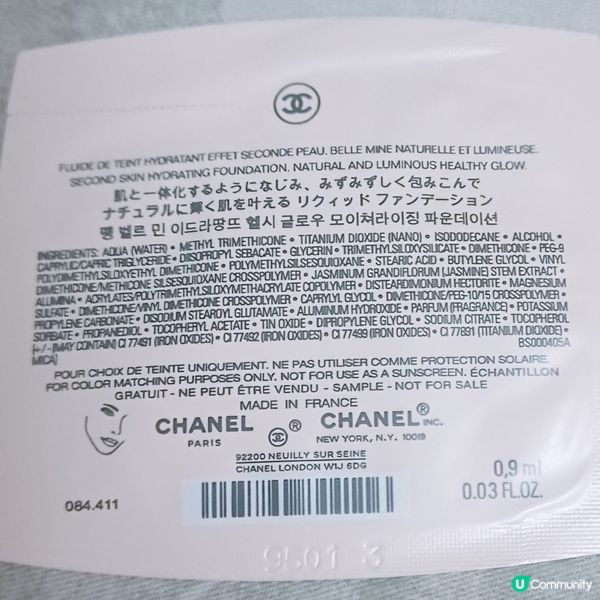 FLUIDE DE TEINT HYDRATANT EFFET SECONDE PEAU. BELLE MINE NATURELLE ET LUMINEUSE.
SECOND SKIN HYDRATING FOUNDATION. NATURAL AND LUMINOUS HEALTHY GLOW.
肌と一体化するようになじみ、みずみずしく包みこんで
ナチュラルに輝く肌を叶える リクィッド ファンデーション
뗑 벨르 민 이드라땅뜨 헬시 글로우 모이쳐라이징 파운데이션
INGREDIENTS: AQUA (WATER) • METHYL TRIMETHICONE • TITANIUM DIOXIDE (NANO) • ISODODECANE • ALCOHOL •
CAPRYLIC/CAPRIC TRIGLYCERIDE • DIISOPROPYL SEBACATE • GLYCERIN • TRIMETHYLSILOXYSILICATE • DIMETHICONE • PEG-9
POLYDIMETHYLSILOXYETHYL DIMETHICONE • POLYMETHYLSILSESQUIOXANE • STEARIC ACID • BUTYLENE GLYCOL • VINYL
DIMETHICONE/METHICONE SILSESQUIOXANE CROSSPOLYMER • JASMINUM GRANDIFLORUM (JASMINE) STEM EXTRACT •
ALUMINA • ACRYLATES/POLYTRIMETHYLSILOXYMETHACRYLATE COPOLYMER • DISTEARDIMONIUM HECTORITE • MAGNESIUM
SULFATE • DIMETHICONE/VINYL DIMETHICONE CROSSPOLYMER • CAPRYLYL GLYCOL • DIMETHICONE/PEG-10/15 CROSSPOLYMER •
PROPYLENE CARBONATE • DISODIUM STEAROYL GLUTAMATE • ALUMINUM HYDROXIDE • PARFUM (FRAGRANCE) • POTASSIUM
SORBATE • PROPANEDIOL • TOCOPHERYL ACETATE • TIN OXIDE • DIPROPYLENE GLYCOL • SODIUM CITRATE • TOCOPHEROL
[+/- (MAY CONTAIN) CI 77491 (IRON OXIDES) • CI 77492 (IRON OXIDES) • CI 77499 (IRON OXIDES) • CI 77891 (TITANIUM DIOXIDE) •
MICA] BS000405A
POUR CHOIX DE TEINTE UNIQUEMENT. NE PAS UTILISER COMME PROTECTION SOLAIRE.
FOR COLOR MATCHING PURPOSES ONLY. NOT FOR USE AS A SUNSCREEN. ÉCHANTILLON
GRATUIT - NE PEUT ÊTRE VENDU - SAMPLE - NOT FOR SALE
MADE IN FRANCE
CHANEL ® CHANEL® INC.
PARIS NEW YORK, N.Y. 10019
92200 NEUILLY SUR SEINE
CHANEL LONDON W1J 6DG
0,9 ml
0.03 FL.OZ.
084.411
9501 3
U Community